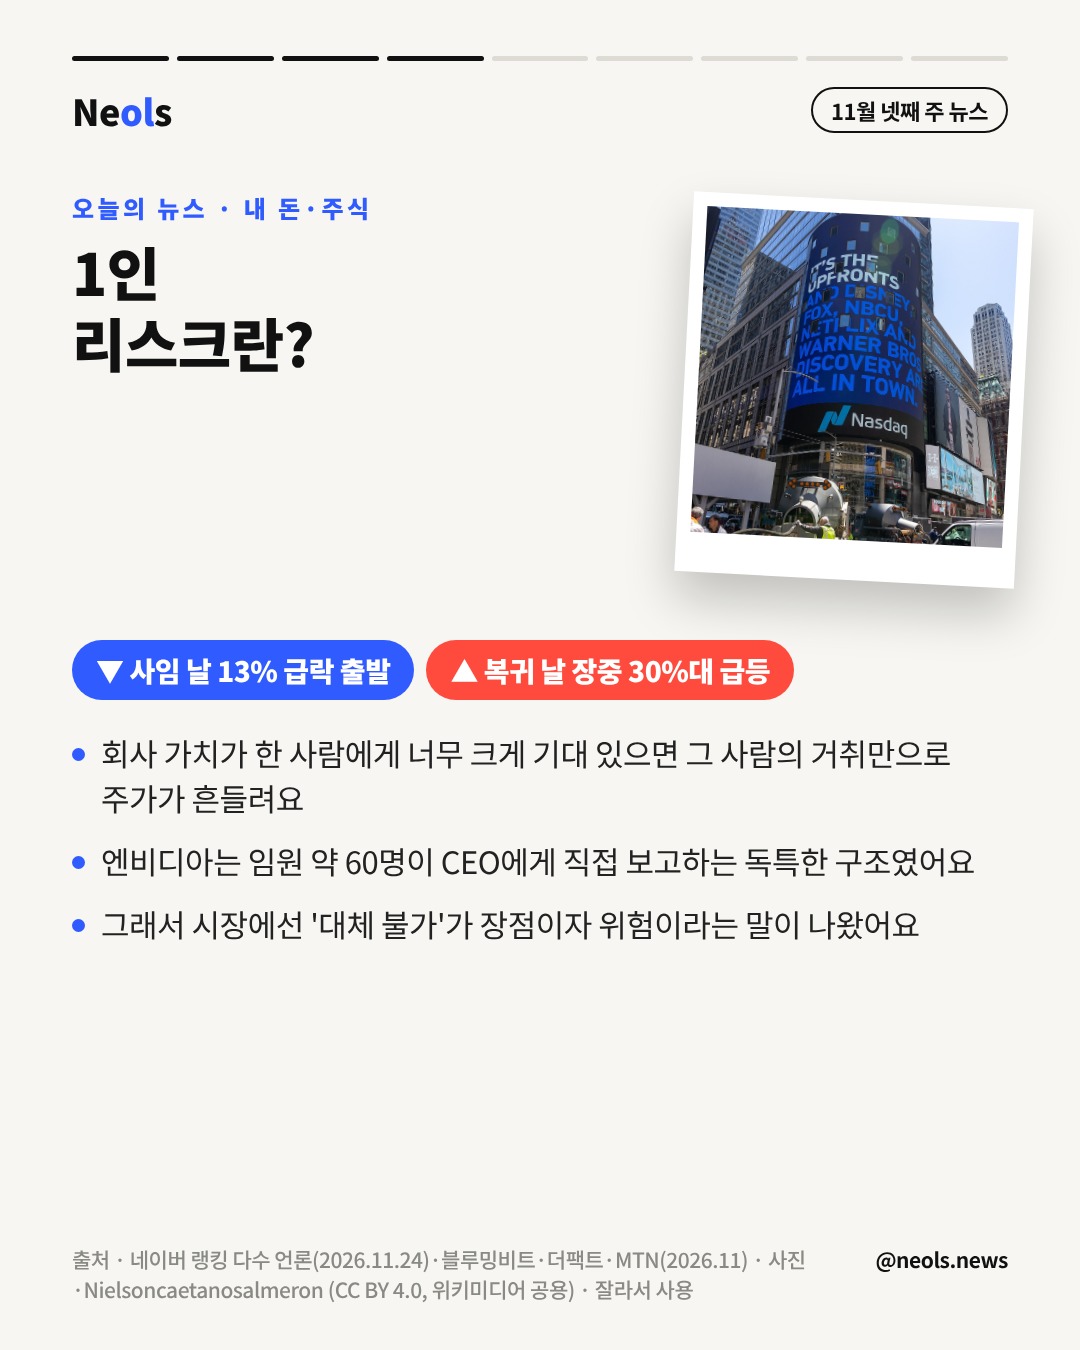 Neols
11월 넷째 주 뉴스
오늘의 뉴스 · 내 돈·주식
1인
리스크란?
IT'S THE
UPFRONTS
AND DISNEY,
FOX, NBCU,
NETFLIX AND
WARNER BROS
DISCOVERY ARE
ALL IN TOWN.
Nasdaq
▼ 사임 날 13% 급락 출발
▲ 복귀 날 장중 30%대 급등
회사 가치가 한 사람에게 너무 크게 기대 있으면 그 사람의 거취만으로
주가가 흔들려요
엔비디아는 임원 약 60명이 CEO에게 직접 보고하는 독특한 구조였어요
그래서 시장에선 '대체 불가'가 장점이자 위험이라는 말이 나왔어요
출처 · 네이버 랭킹 다수 언론(2026.11.24)·블루밍비트·더팩트·MTN(2026.11) · 사진
·Nielsoncaetanosalmeron (CC BY 4.0, 위키미디어 공용) · 잘라서 사용
@neols.news